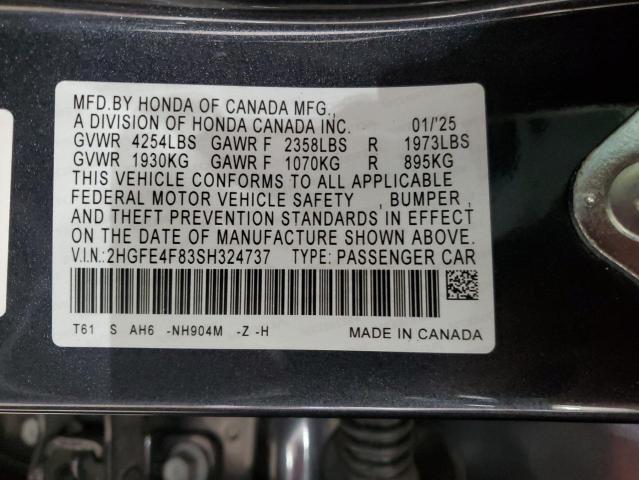 MFD.BY HONDA OF CANADA MFG.,
A DIVISION OF HONDA CANADA INC. 01/'25
GVWR 4254LBS GAWR F 2358LBS R 1973LBS
GVWR 1930KG GAWR F 1070KG R 895KG
THIS VEHICLE CONFORMS TO ALL APPLICABLE
FEDERAL MOTOR VEHICLE SAFETY , BUMPER,
AND THEFT PREVENTION STANDARDS IN EFFECT
ON THE DATE OF MANUFACTURE SHOWN ABOVE.
V.I.N.:2HGFE4F83SH324737 TYPE: PASSENGER CAR
T61 S AH6 -NH904M -Z -H
MADE IN CANADA